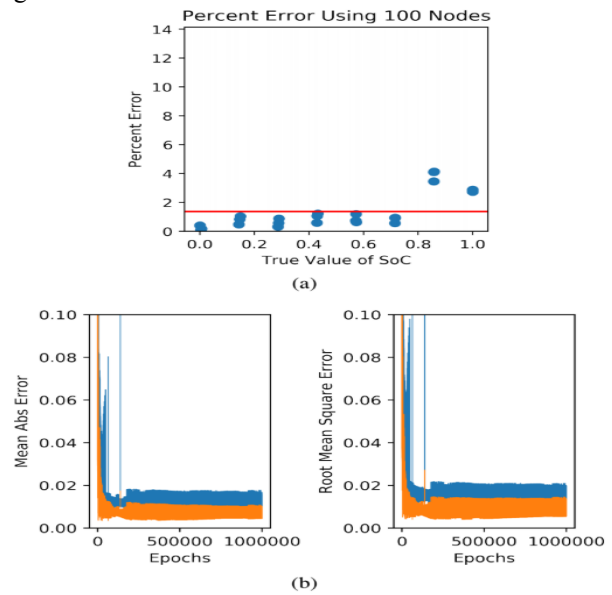 Percent Error Using 100 Nodes
14
12
10
8
6
4
2
0
Percent Error
0.0 0.2 0.4 0.6 0.8 1.0
True Value of SoC
(a)
0.10
0.08
0.06
0.04
0.02
0.00
Mean Abs Error
0 500000 1000000
Epochs
0.10
0.08
0.06
0.04
0.02
0.00
Root Mean Square Error
0 500000 1000000
Epochs
(b)